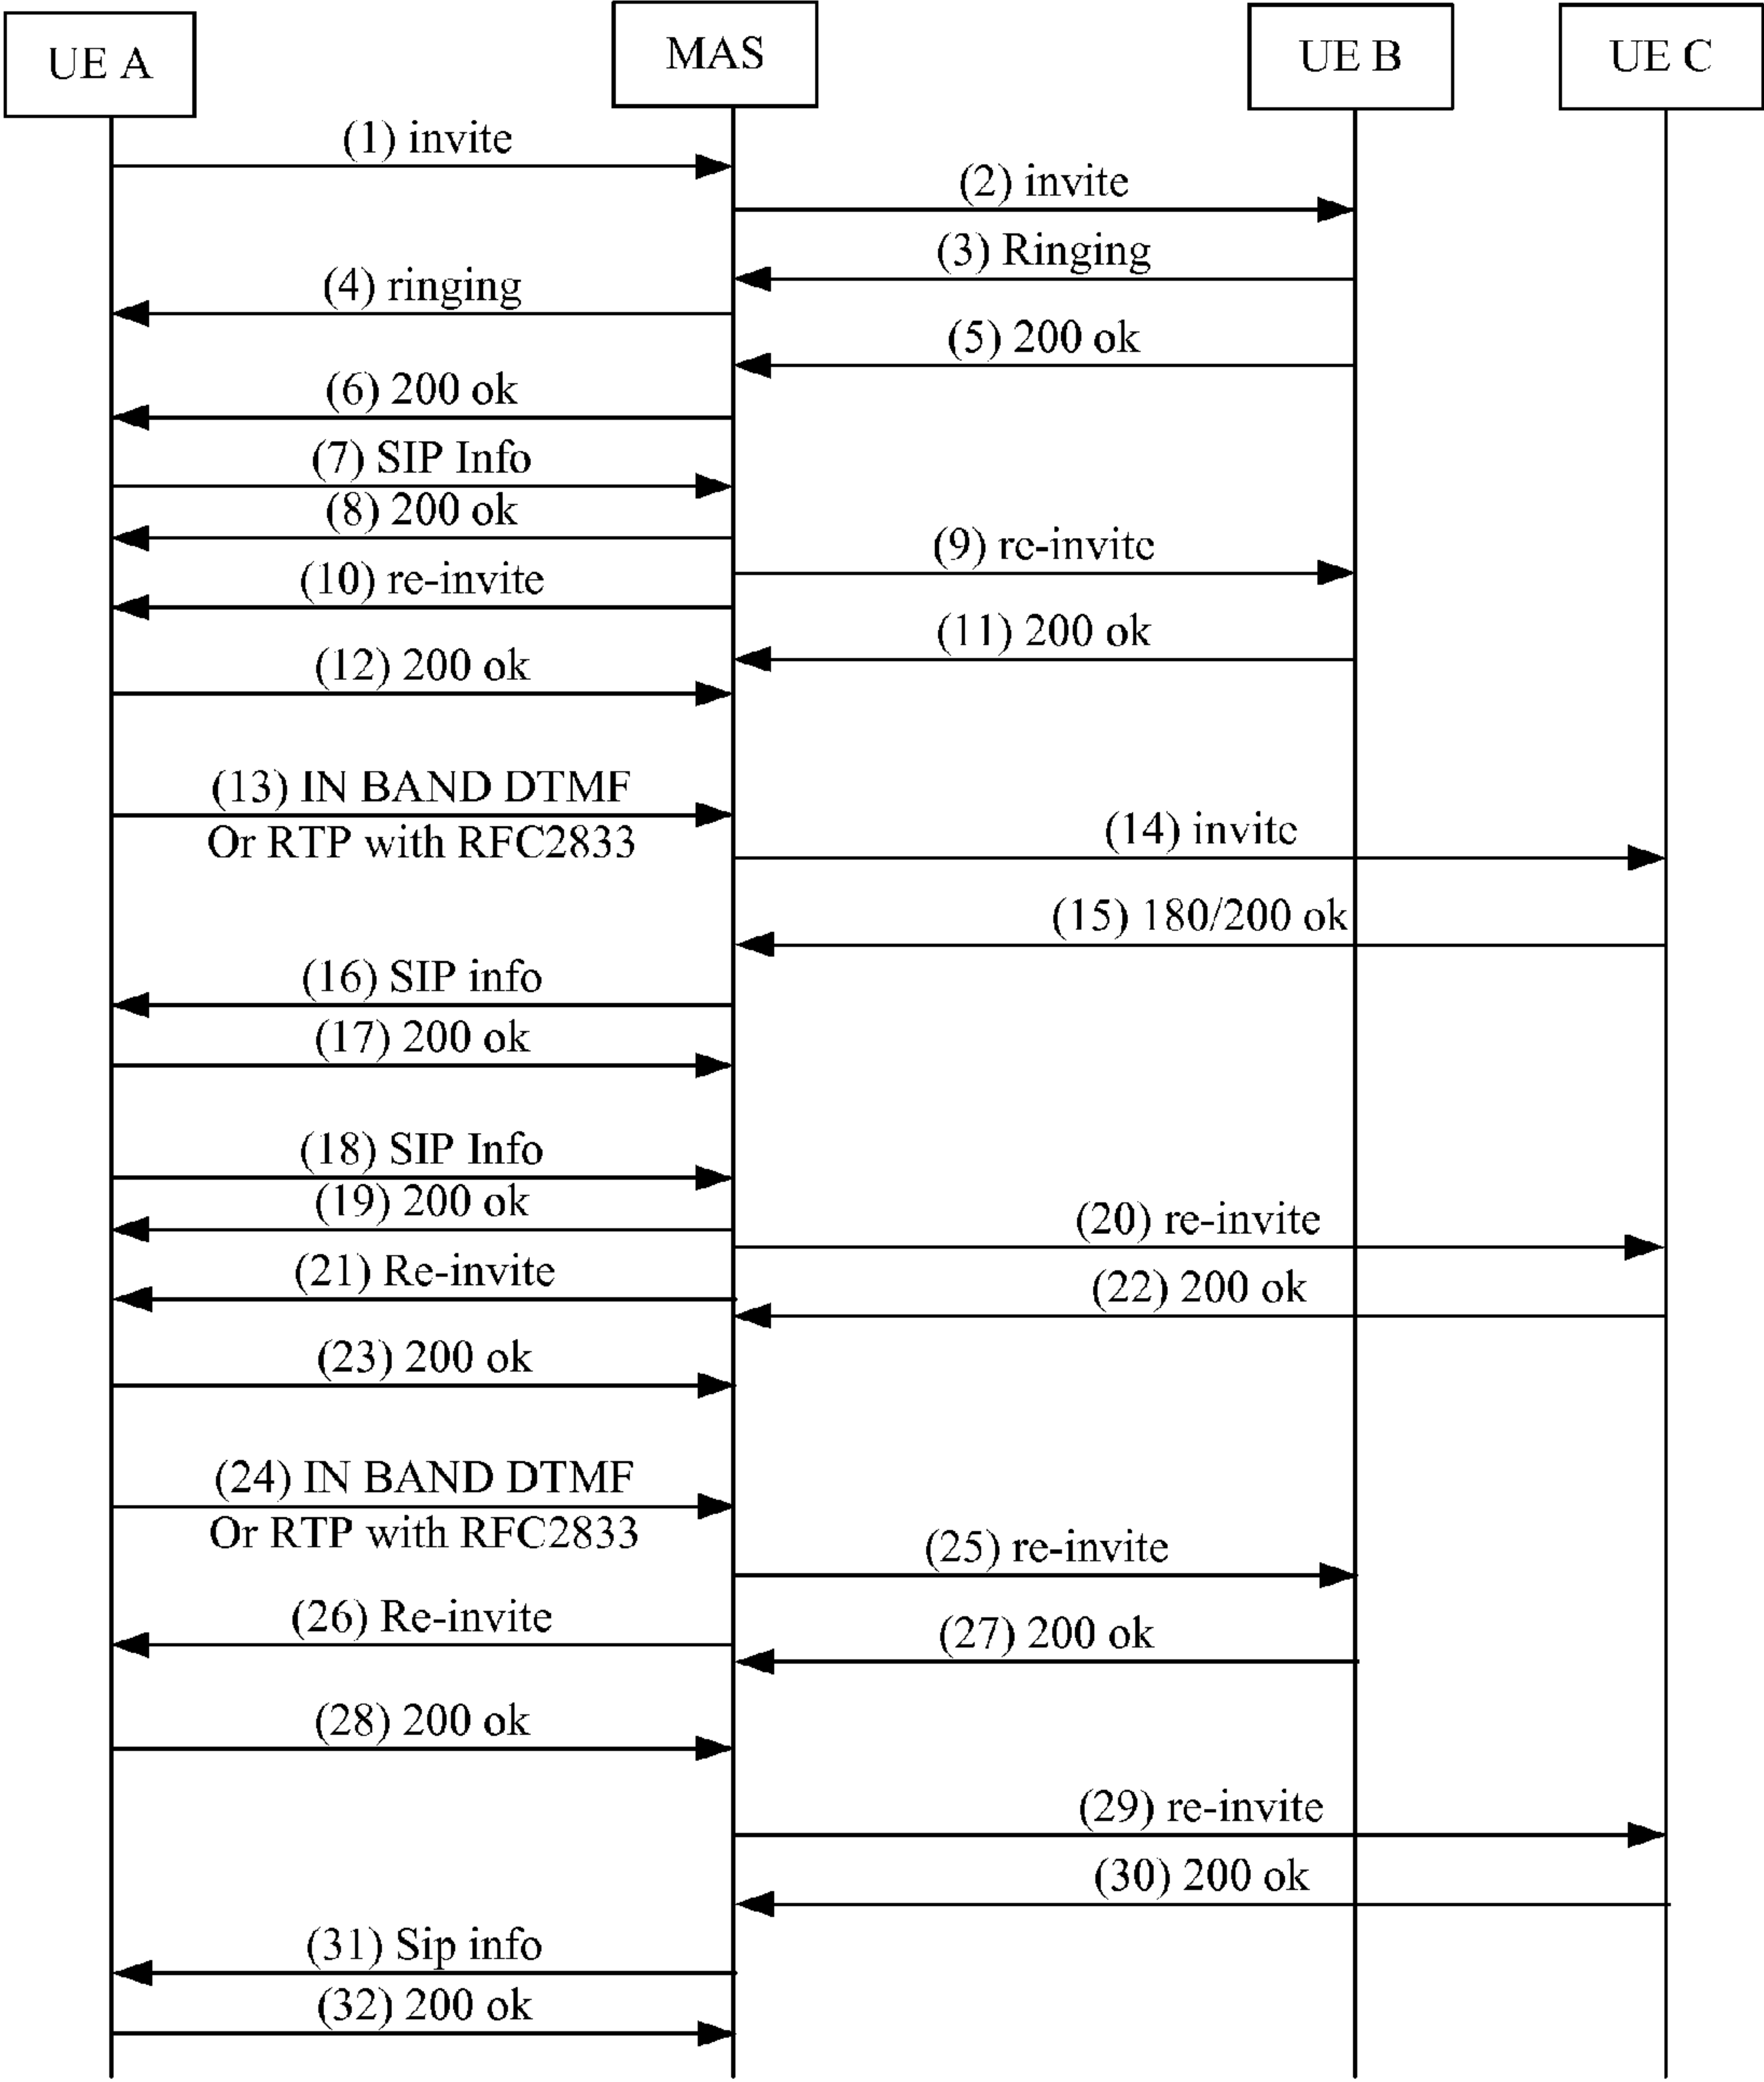 UE A
MAS
UE B
UE C
(1) invite
(2) invite
(3) Ringing
(4) ringing
(5) 200 ok
(6) 200 ok
(7) SIP Info
(8) 200 ok
(9) re-invite
(10) re-invite
(11) 200 ok
(12) 200 ok
(13) IN BAND DTMF
Or RTP with RFC2833
(14) invite
(15) 180/200 ok
(16) SIP info
(17) 200 ok
(18) SIP Info
(19) 200 ok
(20) re-invite
(21) Re-invite
(22) 200 ok
(23) 200 ok
(24) IN BAND DTMF
Or RTP with RFC2833
(25) re-invite
(26) Re-invite
(27) 200 ok
(28) 200 ok
(29) re-invite
(30) 200 ok
(31) Sip info
(32) 200 ok